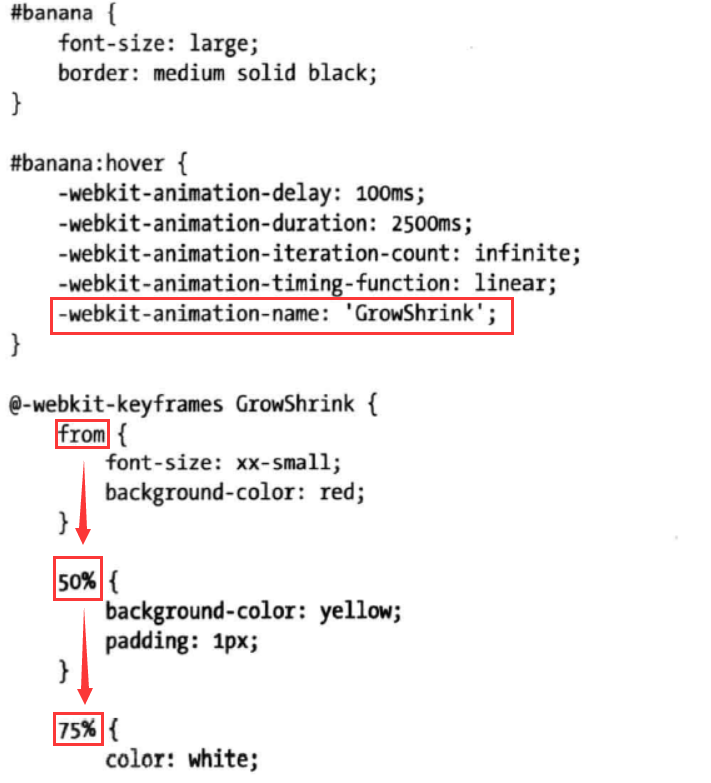 #banana {
    font-size: large;
    border: medium solid black;
}

#banana:hover {
    -webkit-animation-delay: 100ms;
    -webkit-animation-duration: 2500ms;
    -webkit-animation-iteration-count: infinite;
    -webkit-animation-timing-function: linear;
    -webkit-animation-name: 'GrowShrink';
}

@-webkit-keyframes GrowShrink {
    from {
        font-size: xx-small;
        background-color: red;
    }

    50% {
        background-color: yellow;
        padding: 1px;
    }

    75% {
        color: white;